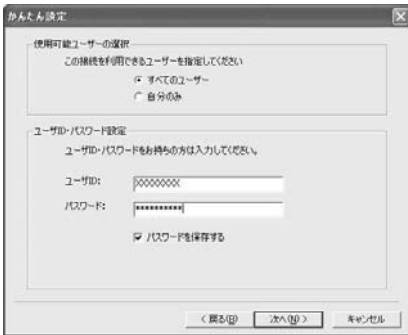 かんたん設定
使用可能ユーザーの選択
この接続を利用できるユーザーを指定してください
すべてのユーザー
自分のみ
ユーザID・パスワード設定
ユーザID・パスワードをお持ちの方は入力してください。
ユーザID: XXXXXXXX
パスワード: **********
パスワードを保存する
< 戻る(B) 次へ(N) > キャンセル